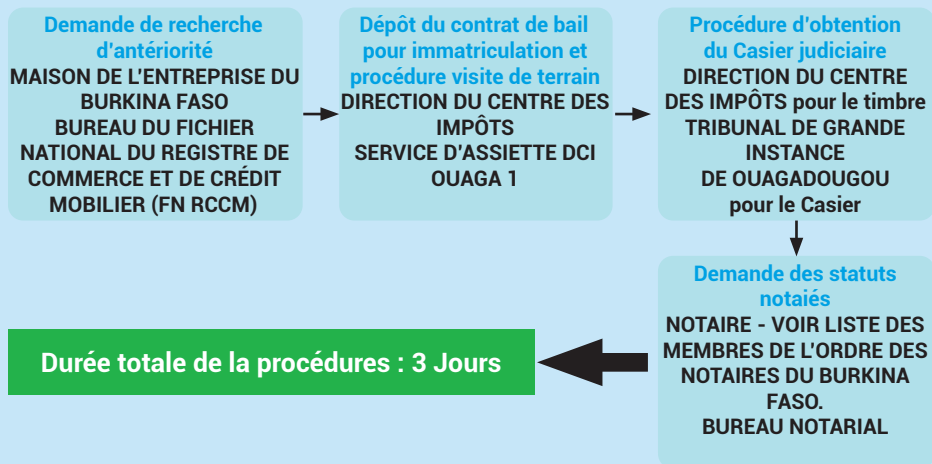 Demande de recherche
d'antériorité
MAISON DE L'ENTREPRISE DU
BURKINA FASO
BUREAU DU FICHIER
NATIONAL DU REGISTRE DE
COMMERCE ET DE CRÉDIT
MOBILIER (FN RCCM)
Dépôt du contrat de bail
pour immatriculation et
procédure visite de terrain
DIRECTION DU CENTRE DES
IMPÔTS
SERVICE D'ASSIETTE DCI
OUAGA 1
Procédure d'obtention
du Casier judiciaire
DIRECTION DU CENTRE
DES IMPÔTS pour le timbre
TRIBUNAL DE GRANDE
INSTANCE
DE OUAGADOUGOU
pour le Casier
Demande des statuts
notaiés
NOTAIRE - VOIR LISTE DES
MEMBRES DE L'ORDRE DES
NOTAIRES DU BURKINA
FASO.
BUREAU NOTARIAL
Durée totale de la procédures : 3 Jours